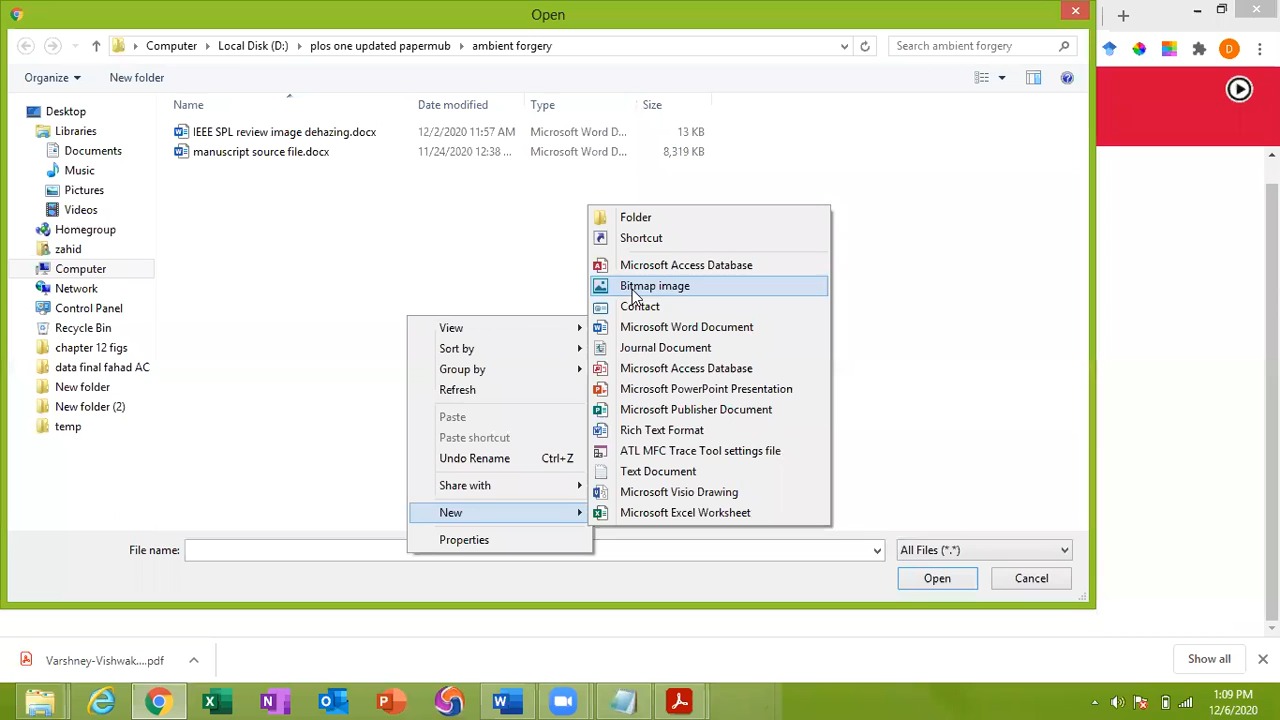 Open
Computer
Local Disk (D:)
plos one updated papermub
ambient forgery
Search ambient forgery
D
Organize
New folder
Name
Date modified
Type
Size
IEEE SPL review image dehazing.docx
12/2/2020 11:57 AM
Microsoft Word D...
13 KB
manuscript source file.docx
11/24/2020 12:38 ...
Microsoft Word D...
8,319 KB
Desktop
Libraries
Documents
Music
Pictures
Videos
Homegroup
zahid
Computer
Network
Control Panel
Recycle Bin
chapter 12 figs
data final fahad AC
New folder
New folder (2)
temp
View
Sort by
Group by
Refresh
Paste
Paste shortcut
Undo Rename Ctrl+Z
Share with
New
Properties
Folder
Shortcut
Microsoft Access Database
Bitmap image
Contact
Microsoft Word Document
Journal Document
Microsoft Access Database
Microsoft PowerPoint Presentation
Microsoft Publisher Document
Rich Text Format
ATL MFC Trace Tool settings file
Text Document
Microsoft Visio Drawing
Microsoft Excel Worksheet
File name:
All Files (*.*)
Open
Cancel
Varshney-Vishwak....pdf
Show all
1:09 PM
12/6/2020